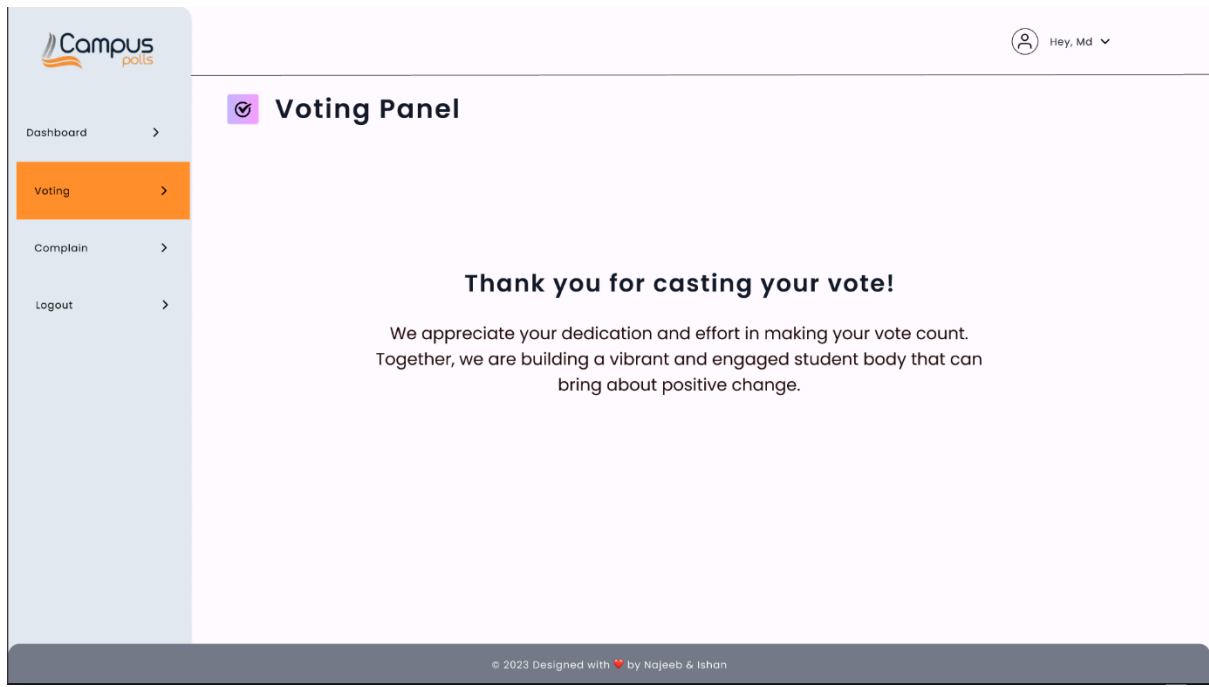 Campus
polls
Hey, Md
Voting Panel
Dashboard
Voting
Complain
Logout
Thank you for casting your vote!
We appreciate your dedication and effort in making your vote count.
Together, we are building a vibrant and engaged student body that can
bring about positive change.
© 2023 Designed with ❤️ by Najeeb & Ishan